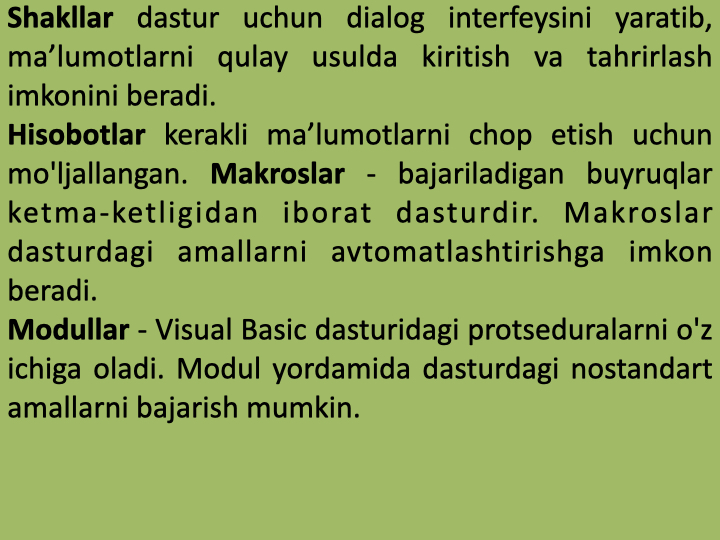 Shakllar dastur uchun dialog interfeysini yaratib,
ma’lumotlarni qulay usulda kiritish va tahrirlash
imkonini beradi.
Hisobotlar kerakli ma’lumotlarni chop etish uchun
mo'ljallangan. Makroslar - bajariladigan buyruqlar
ketma-ketligidan iborat dasturdir. Makroslar
dasturdagi amallarni avtomatlashtirishga imkon
beradi.
Modullar - Visual Basic dasturidagi protseduralarni o'z
ichiga oladi. Modul yordamida dasturdagi nostandart
amallarni bajarish mumkin.